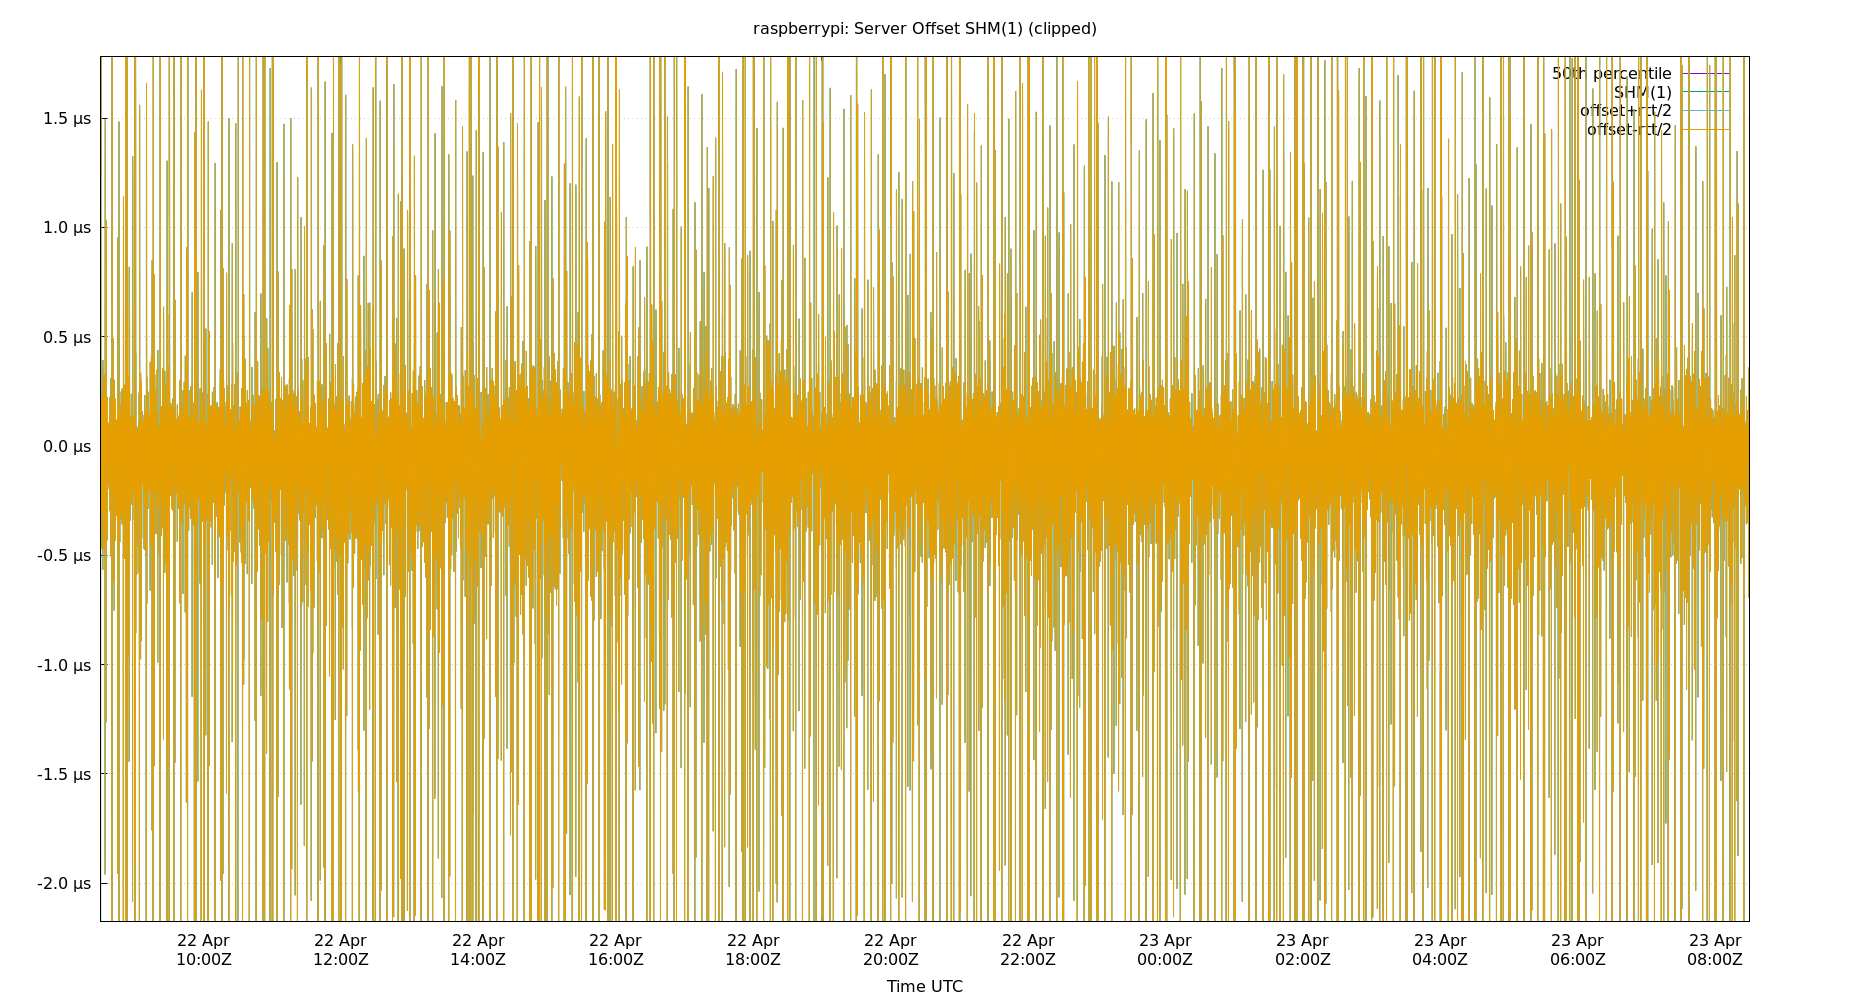 raspberrypi: Server Offset SHM(1) (clipped)
50th percentile
SHM(1)
offset+rtt/2
offset-rtt/2
1.5 µs
1.0 µs
0.5 µs
0.0 µs
-0.5 µs
-1.0 µs
-1.5 µs
-2.0 µs
22 Apr 22 Apr 22 Apr 22 Apr 22 Apr 22 Apr 22 Apr 23 Apr 23 Apr 23 Apr 23 Apr 23 Apr
10:00Z 12:00Z 14:00Z 16:00Z 18:00Z 20:00Z 22:00Z 00:00Z 02:00Z 04:00Z 06:00Z 08:00Z
Time UTC